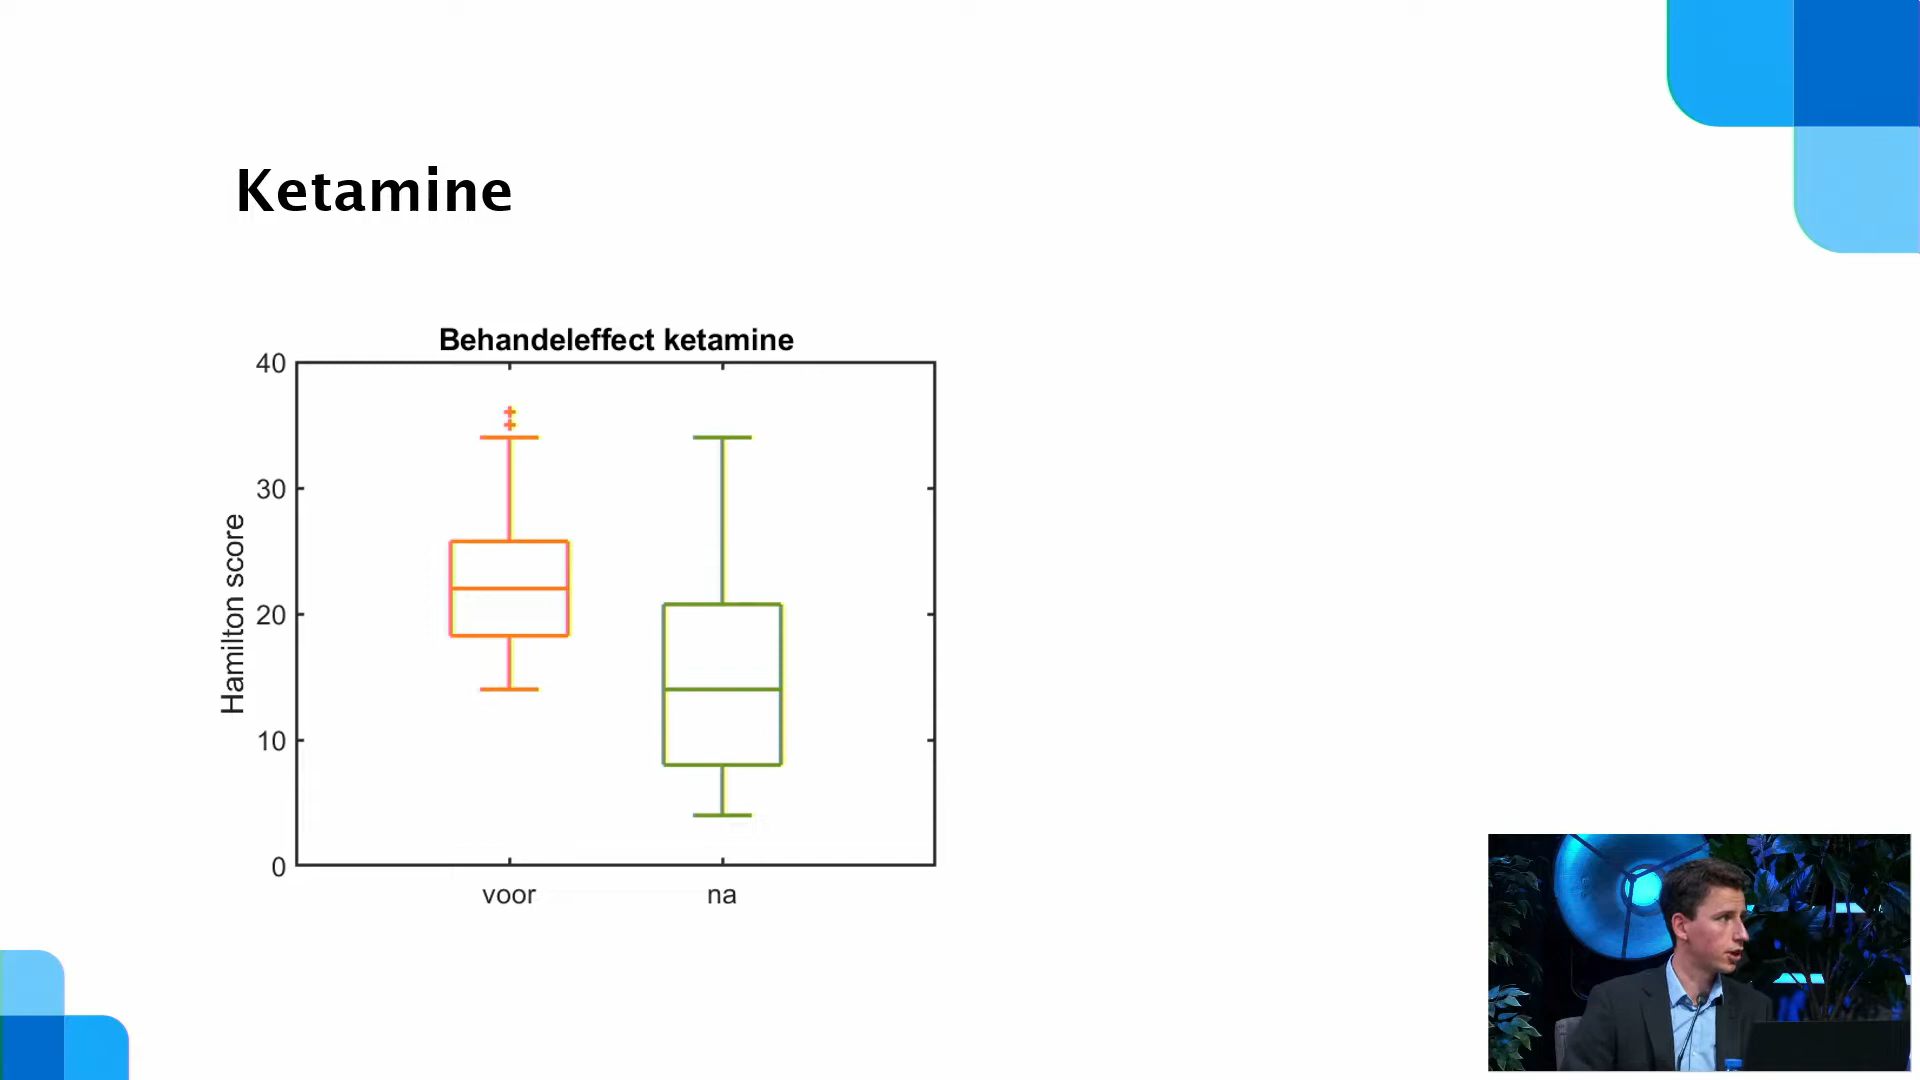 Ketamine
Behandeleffect ketamine
40
30
20
10
0
Hamilton score
voor
na